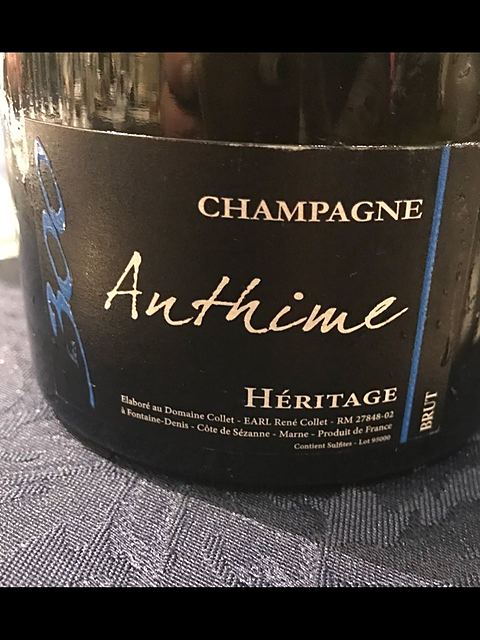 CHAMPAGNE
Anthime
HÉRITAGE
Elaboré au Domaine Collet - EARL René Collet - RM 27848-02
à Fontaine-Denis - Côte de Sézanne - Marne - Produit de France
Contient Sulfites - Lot 95000
BRUT